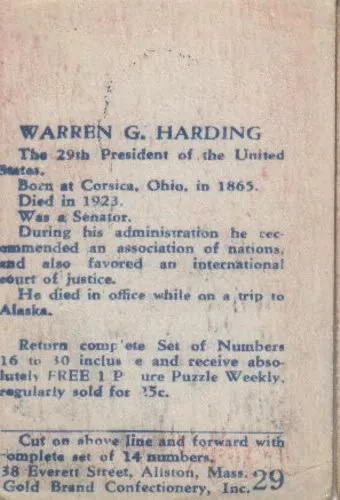 WARREN G. HARDING
The 29th President of the United
States.
Born at Corsica, Ohio, in 1865.
Died in 1923.
Was a Senator.
During his administration he rec-
ommended an association of nations,
and also favored an international
court of justice.
He died in office while on a trip to
Alaska.
Return complete Set of Numbers
16 to 30 inclus e and receive abso-
lutely FREE 1 P ure Puzzle Weekly,
regularly sold for 25c.
Cut on above line and forward with
complete set of 14 numbers.
38 Everett Street, Allston, Mass.
Gold Brand Confectionery, Inc. 29